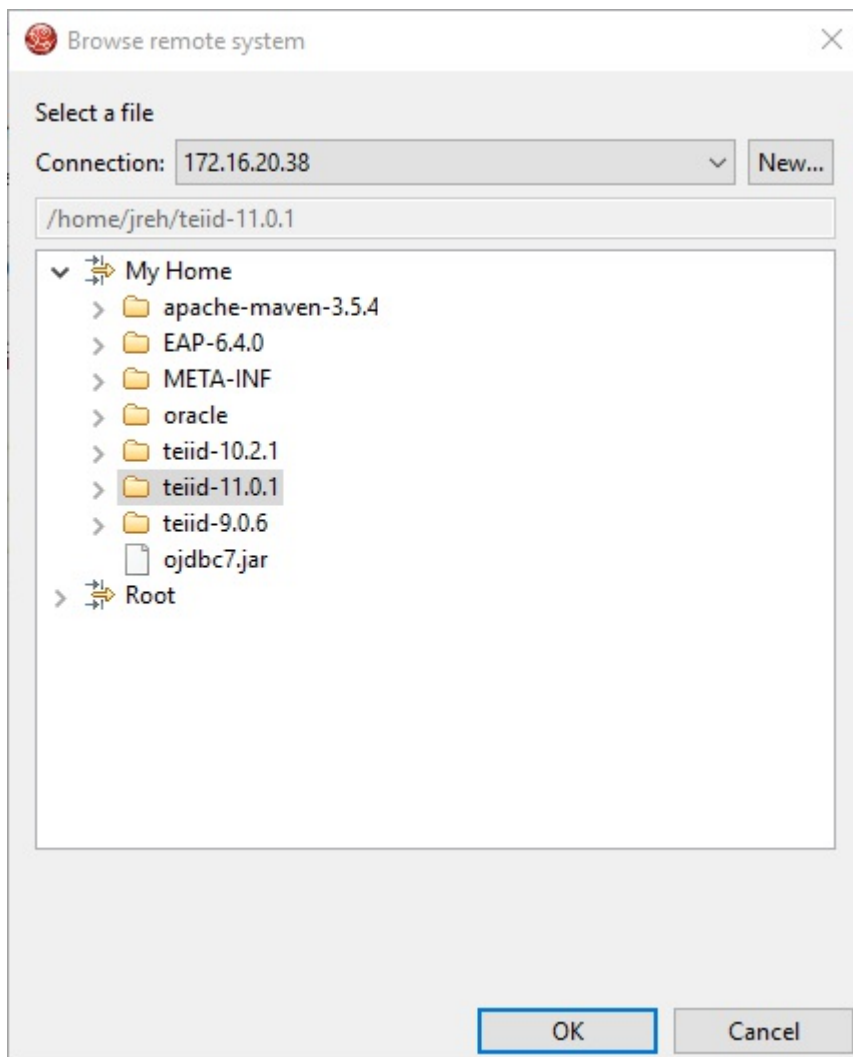 Browse remote system
Select a file
Connection: 172.16.20.38 New...
/home/jreh/teiid-11.0.1
My Home
apache-maven-3.5.4
EAP-6.4.0
META-INF
oracle
teiid-10.2.1
teiid-11.0.1
teiid-9.0.6
ojdbc7.jar
Root
OK Cancel